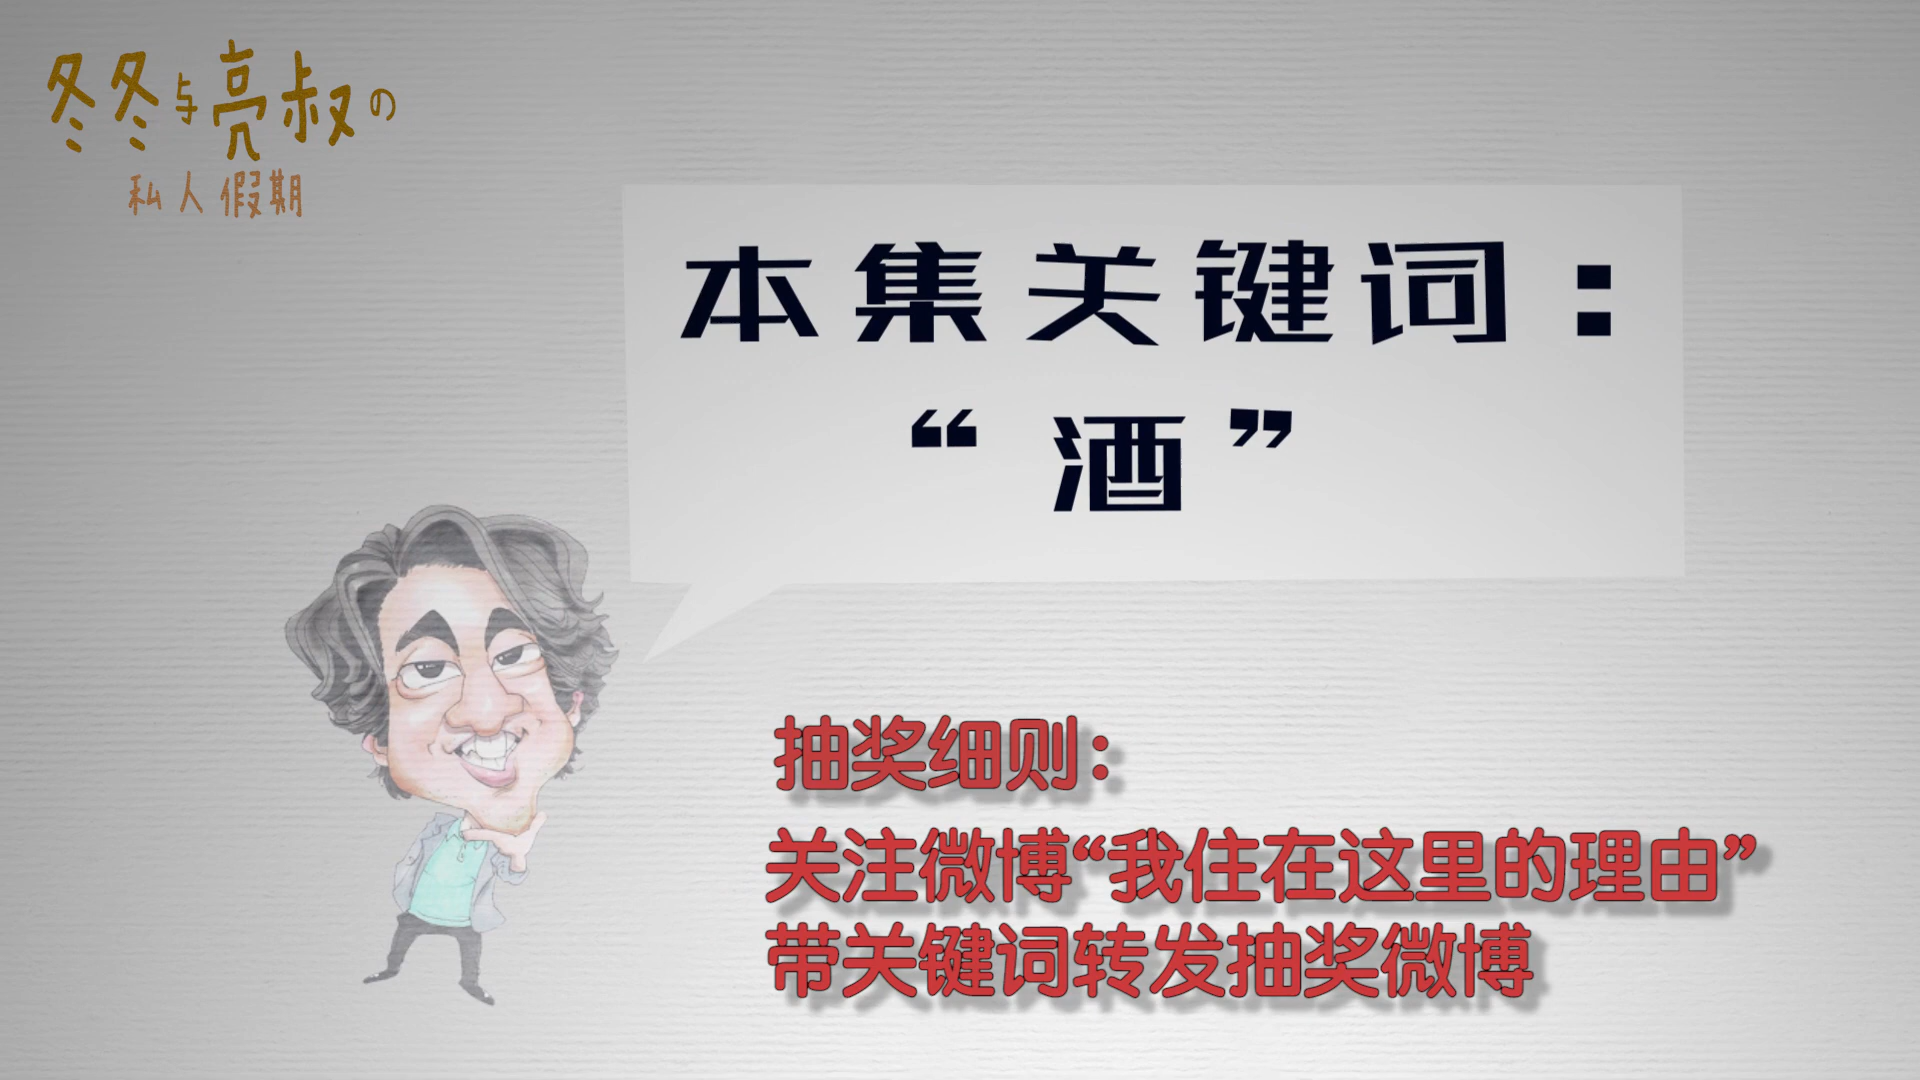 冬冬与亮叔の
私人假期
本集关键词：
“酒”
抽奖细则：
关注微博“我住在这里的理由”
带关键词转发抽奖微博